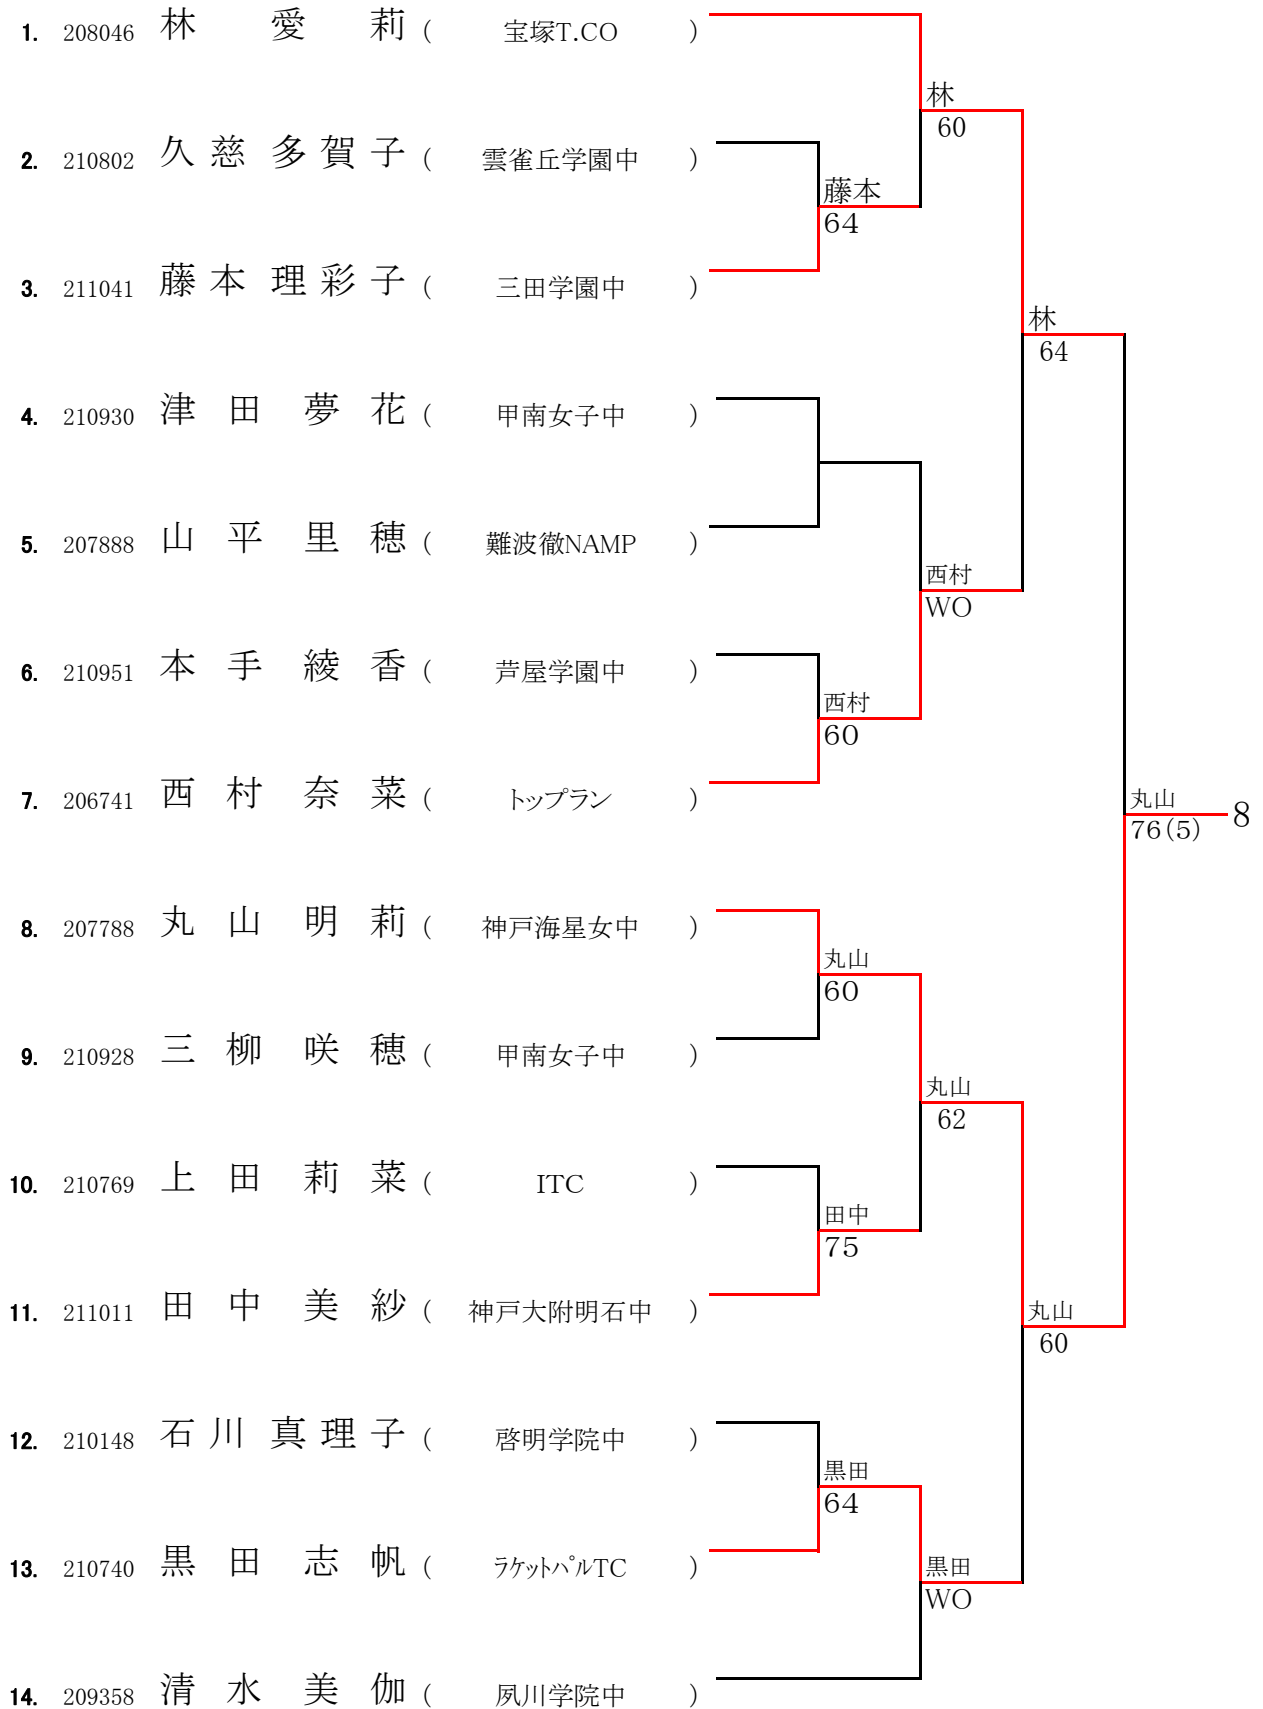 1. 208046 林 愛 莉 ( 宝塚T.CO )
林
60
2. 210802 久 慈 多 賀 子 ( 雲雀丘学園中 )
藤本
64
3. 211041 藤 本 理 彩 子 ( 三田学園中 )
林
64
4. 210930 津 田 夢 花 ( 甲南女子中 )
5. 207888 山 平 里 穂 ( 難波徹NAMP )
西村
WO
6. 210951 本 手 綾 香 ( 芦屋学園中 )
西村
60
7. 206741 西 村 奈 菜 ( トップラン )
丸山
76(5)
8
8. 207788 丸 山 明 莉 ( 神戸海星女中 )
丸山
60
9. 210928 三 柳 咲 穂 ( 甲南女子中 )
丸山
62
10. 210769 上 田 莉 菜 ( ITC )
田中
75
11. 211011 田 中 美 紗 ( 神戸大附明石中 )
丸山
60
12. 210148 石 川 真 理 子 ( 啓明学院中 )
黒田
64
13. 210740 黒 田 志 帆 ( ラケットパルTC )
黒田
WO
14. 209358 清 水 美 伽 ( 夙川学院中 )